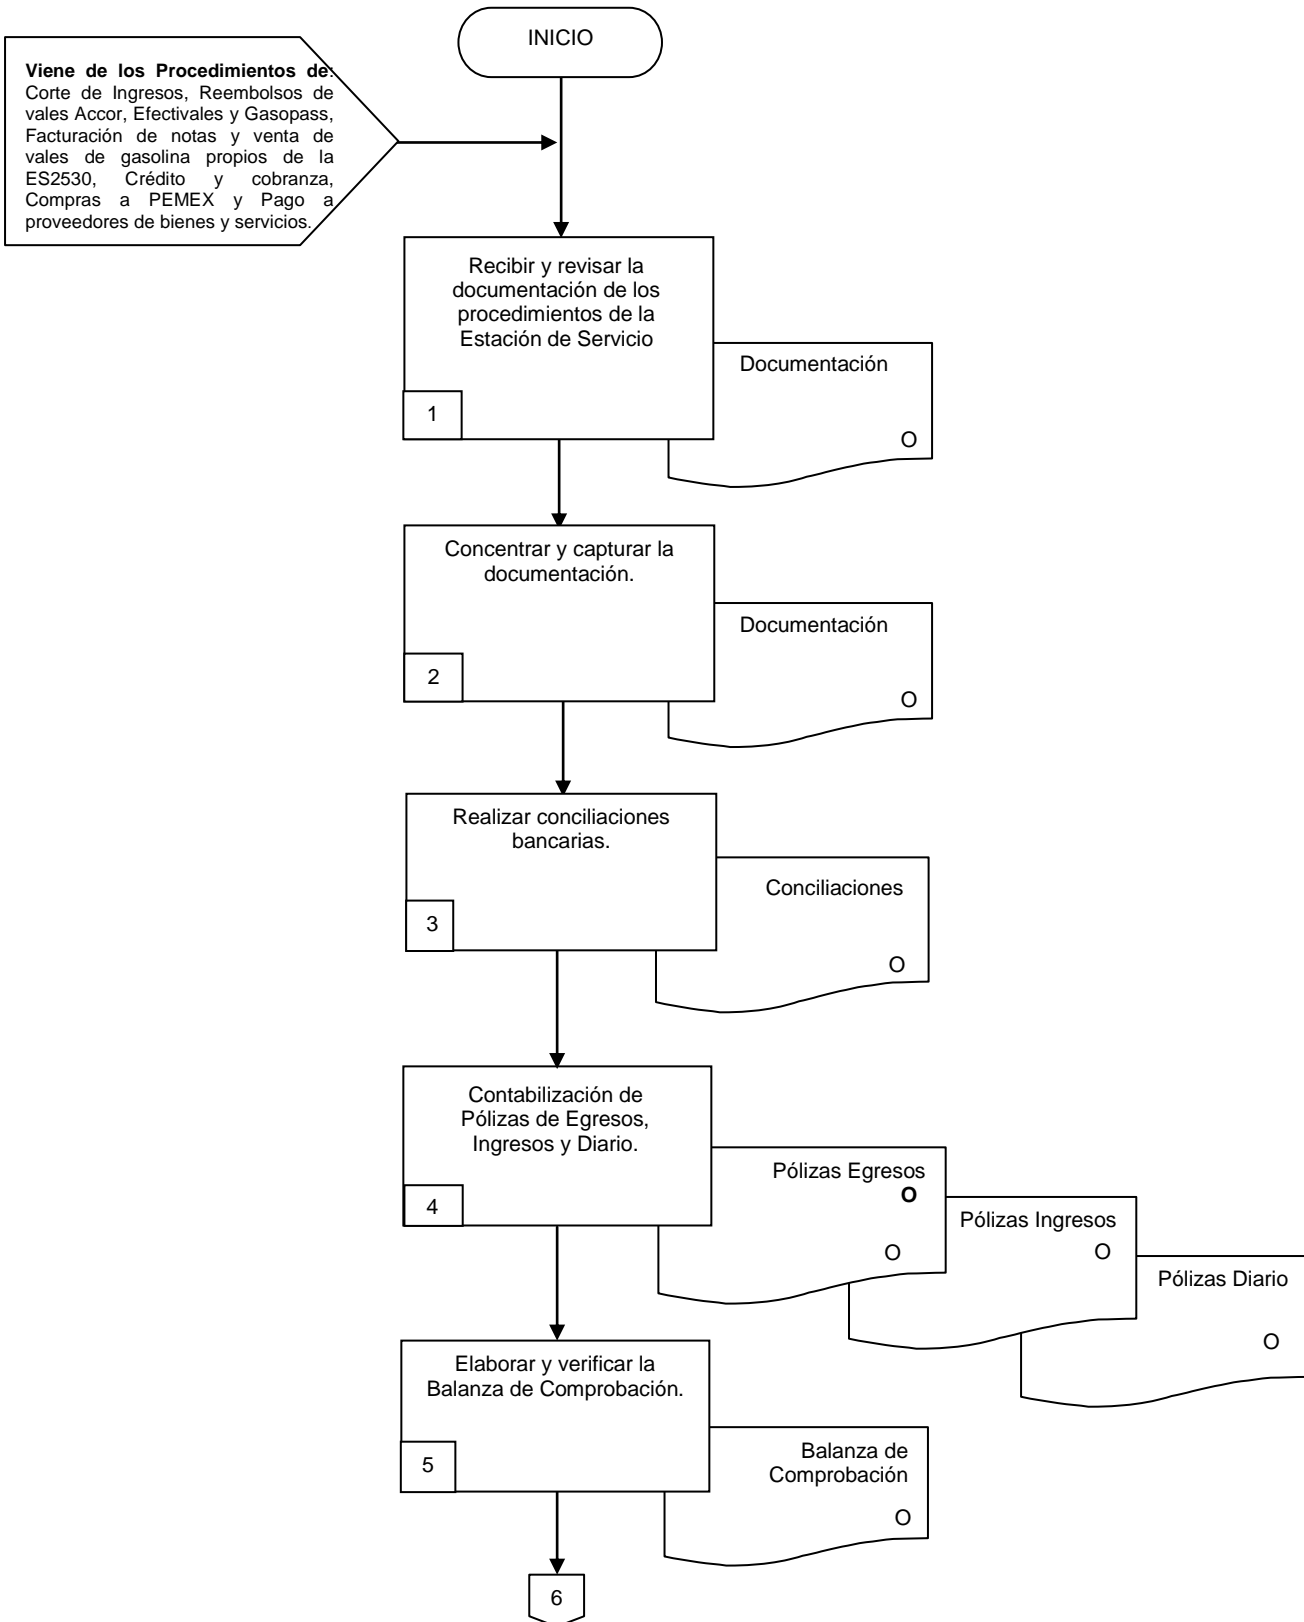 INICIO
Viene de los Procedimientos de:
Corte de Ingresos, Reembolsos de
vales Accor, Efectivales y Gasopass,
Facturación de notas y venta de
vales de gasolina propios de la
ES2530, Crédito y cobranza,
Compras a PEMEX y Pago a
proveedores de bienes y servicios.
Recibir y revisar la
documentación de los
procedimientos de la
Estación de Servicio
1
Documentación
O
Concentrar y capturar la
documentación.
2
Documentación
O
Realizar conciliaciones
bancarias.
3
Conciliaciones
O
Contabilización de
Pólizas de Egresos,
Ingresos y Diario.
4
Pólizas Egresos
O
O
Pólizas Ingresos
O
Pólizas Diario
O
Elaborar y verificar la
Balanza de Comprobación.
5
Balanza de
Comprobación
O
6